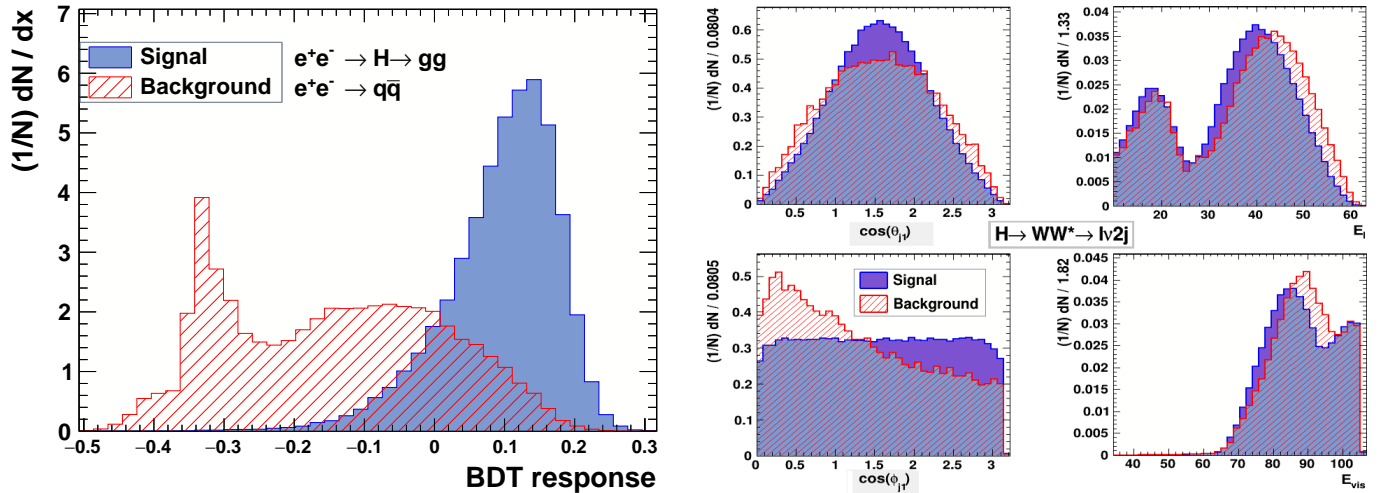 (1/N) dN / dx
7
6
5
4
3
2
1
0
Signal
Background
e⁺e⁻ → H→ gg
e⁺e⁻ → qq̅
−0.5 −0.4 −0.3 −0.2 −0.1 0 0.1 0.2 0.3
BDT response
(1/N) dN / 0.0804
0.6
0.5
0.4
0.3
0.2
0.1
0
0.5 1 1.5 2 2.5 3
cos(θj1)
(1/N) dN / 1.33
0.04
0.035
0.03
0.025
0.02
0.015
0.01
0.005
0
20 30 40 50 60
El
H→ WW*→ lν2j
(1/N) dN / 0.0805
0.5
0.4
0.3
0.2
0.1
0
Signal
Background
0 0.5 1 1.5 2 2.5 3
cos(ϕj1)
(1/N) dN / 1.82
0.045
0.04
0.035
0.03
0.025
0.02
0.015
0.01
0.005
0
40 50 60 70 80 90 100
Evis